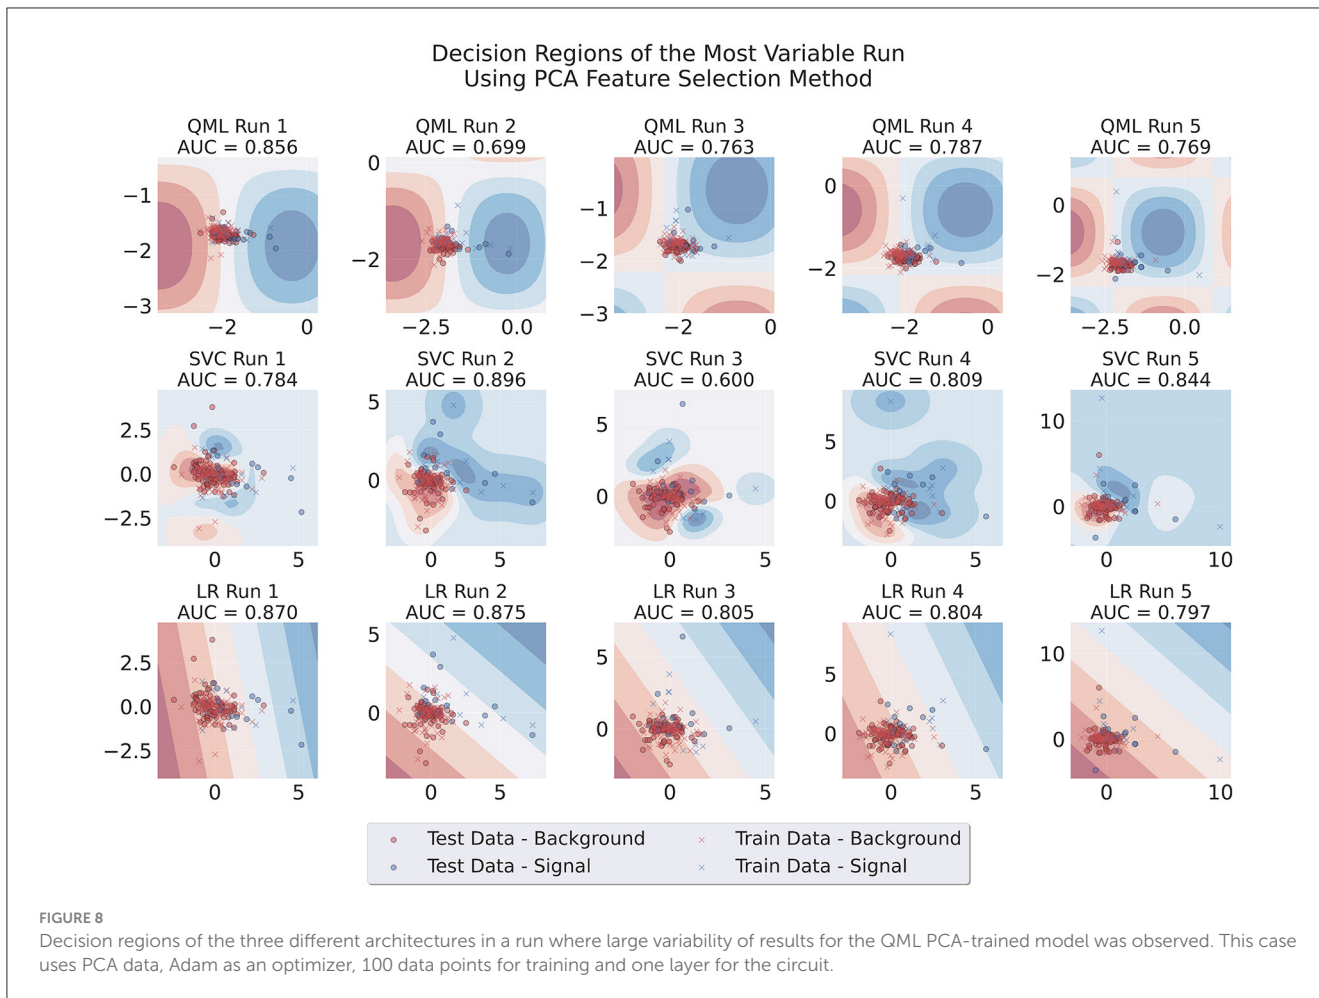 Decision Regions of the Most Variable Run
Using PCA Feature Selection Method
QML Run 1
AUC = 0.856
QML Run 2
AUC = 0.699
QML Run 3
AUC = 0.763
QML Run 4
AUC = 0.787
QML Run 5
AUC = 0.769
−1
−2
−3
−2
0
0
−2
−2.5
0.0
−1
−2
−3
−2
0
0
−2
−2
0
0
−2
−2.5
0.0
SVC Run 1
AUC = 0.784
SVC Run 2
AUC = 0.896
SVC Run 3
AUC = 0.600
SVC Run 4
AUC = 0.809
SVC Run 5
AUC = 0.844
2.5
0.0
−2.5
0
5
5
0
0
5
5
0
0
5
5
0
0
5
10
0
0
10
LR Run 1
AUC = 0.870
LR Run 2
AUC = 0.875
LR Run 3
AUC = 0.805
LR Run 4
AUC = 0.804
LR Run 5
AUC = 0.797
2.5
0.0
−2.5
0
5
5
0
0
5
5
0
0
5
5
0
0
5
10
0
0
10
Test Data - Background
Train Data - Background
Test Data - Signal
Train Data - Signal
FIGURE 8
Decision regions of the three different architectures in a run where large variability of results for the QML PCA-trained model was observed. This case
uses PCA data, Adam as an optimizer, 100 data points for training and one layer for the circuit.